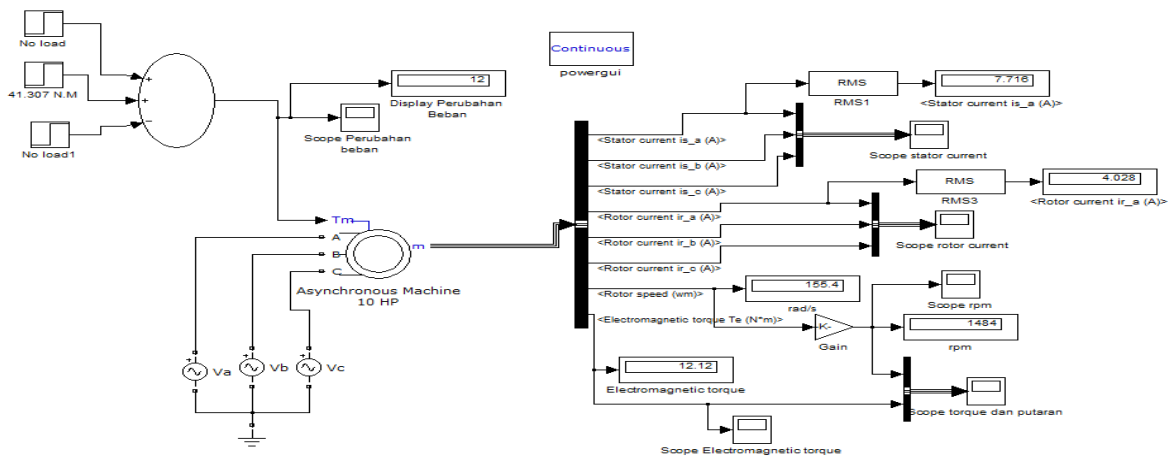 No load
+
41.307 N.M
+
−
No load1
12
Display Perubahan
Beban
Scope Perubahan
beban
Continuous
powergui
RMS
RMS1
7.716
<Stator current is_a (A)>
<Stator current is_a (A)>
<Stator current is_b (A)>
<Stator current is_c (A)>
Scope stator current
RMS
RMS3
4.028
<Rotor current ir_a (A)>
<Rotor current ir_a (A)>
<Rotor current ir_b (A)>
<Rotor current ir_c (A)>
Scope rotor current
<Rotor speed (wm)>
155.4
rad/s
Scope rpm
<Electromagnetic torque Te (N*m)>
-K-
Gain
1484
rpm
12.12
Electromagnetic torque
Scope torque dan putaran
Scope Electromagnetic torque
Tm
A
B
C
m
Asynchronous Machine
10 HP
+
Va
+
Vb
+
Vc